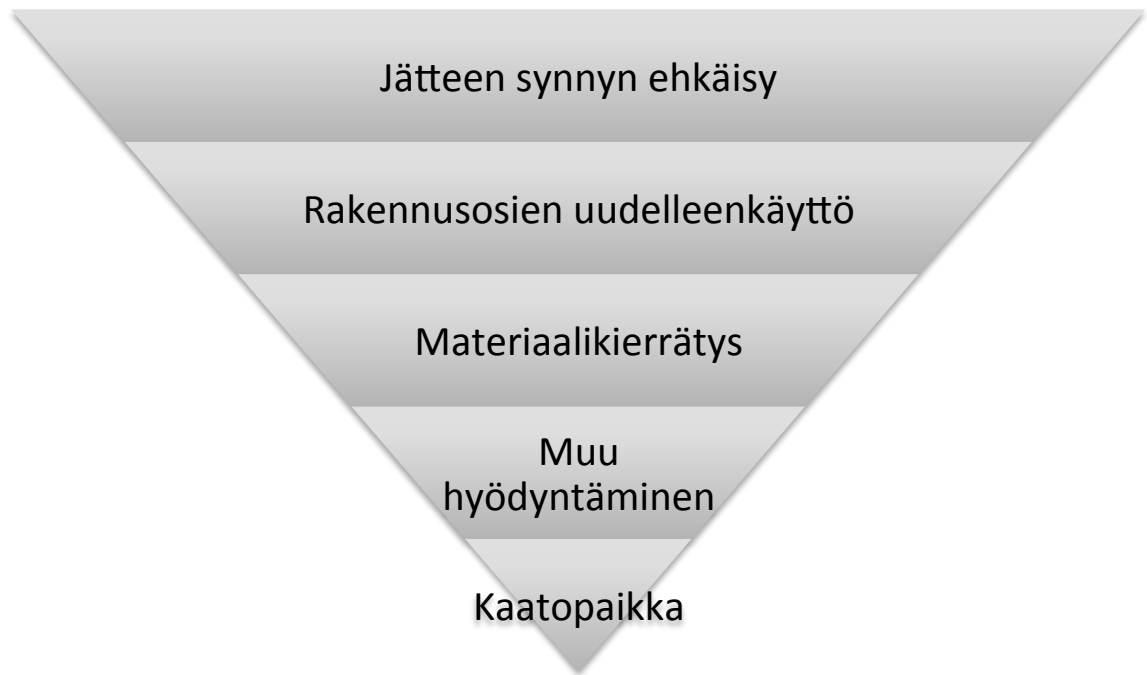 Jätteen synnyn ehkäisy
Rakennusosien uudelleenkäyttö
Materiaalikierrätys
Muu
hyödyntäminen
Kaatopaikka